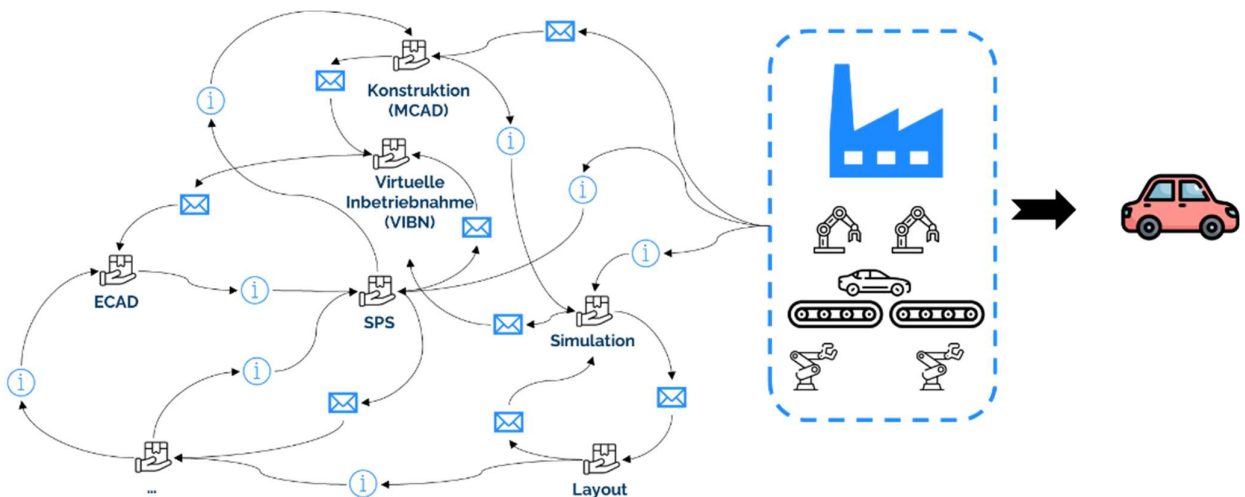 Konstruktion
(MCAD)
Virtuelle
Inbetriebnahme
(VIBN)
ECAD
SPS
Simulation
...
Layout
i
i
i
i
i
i
i